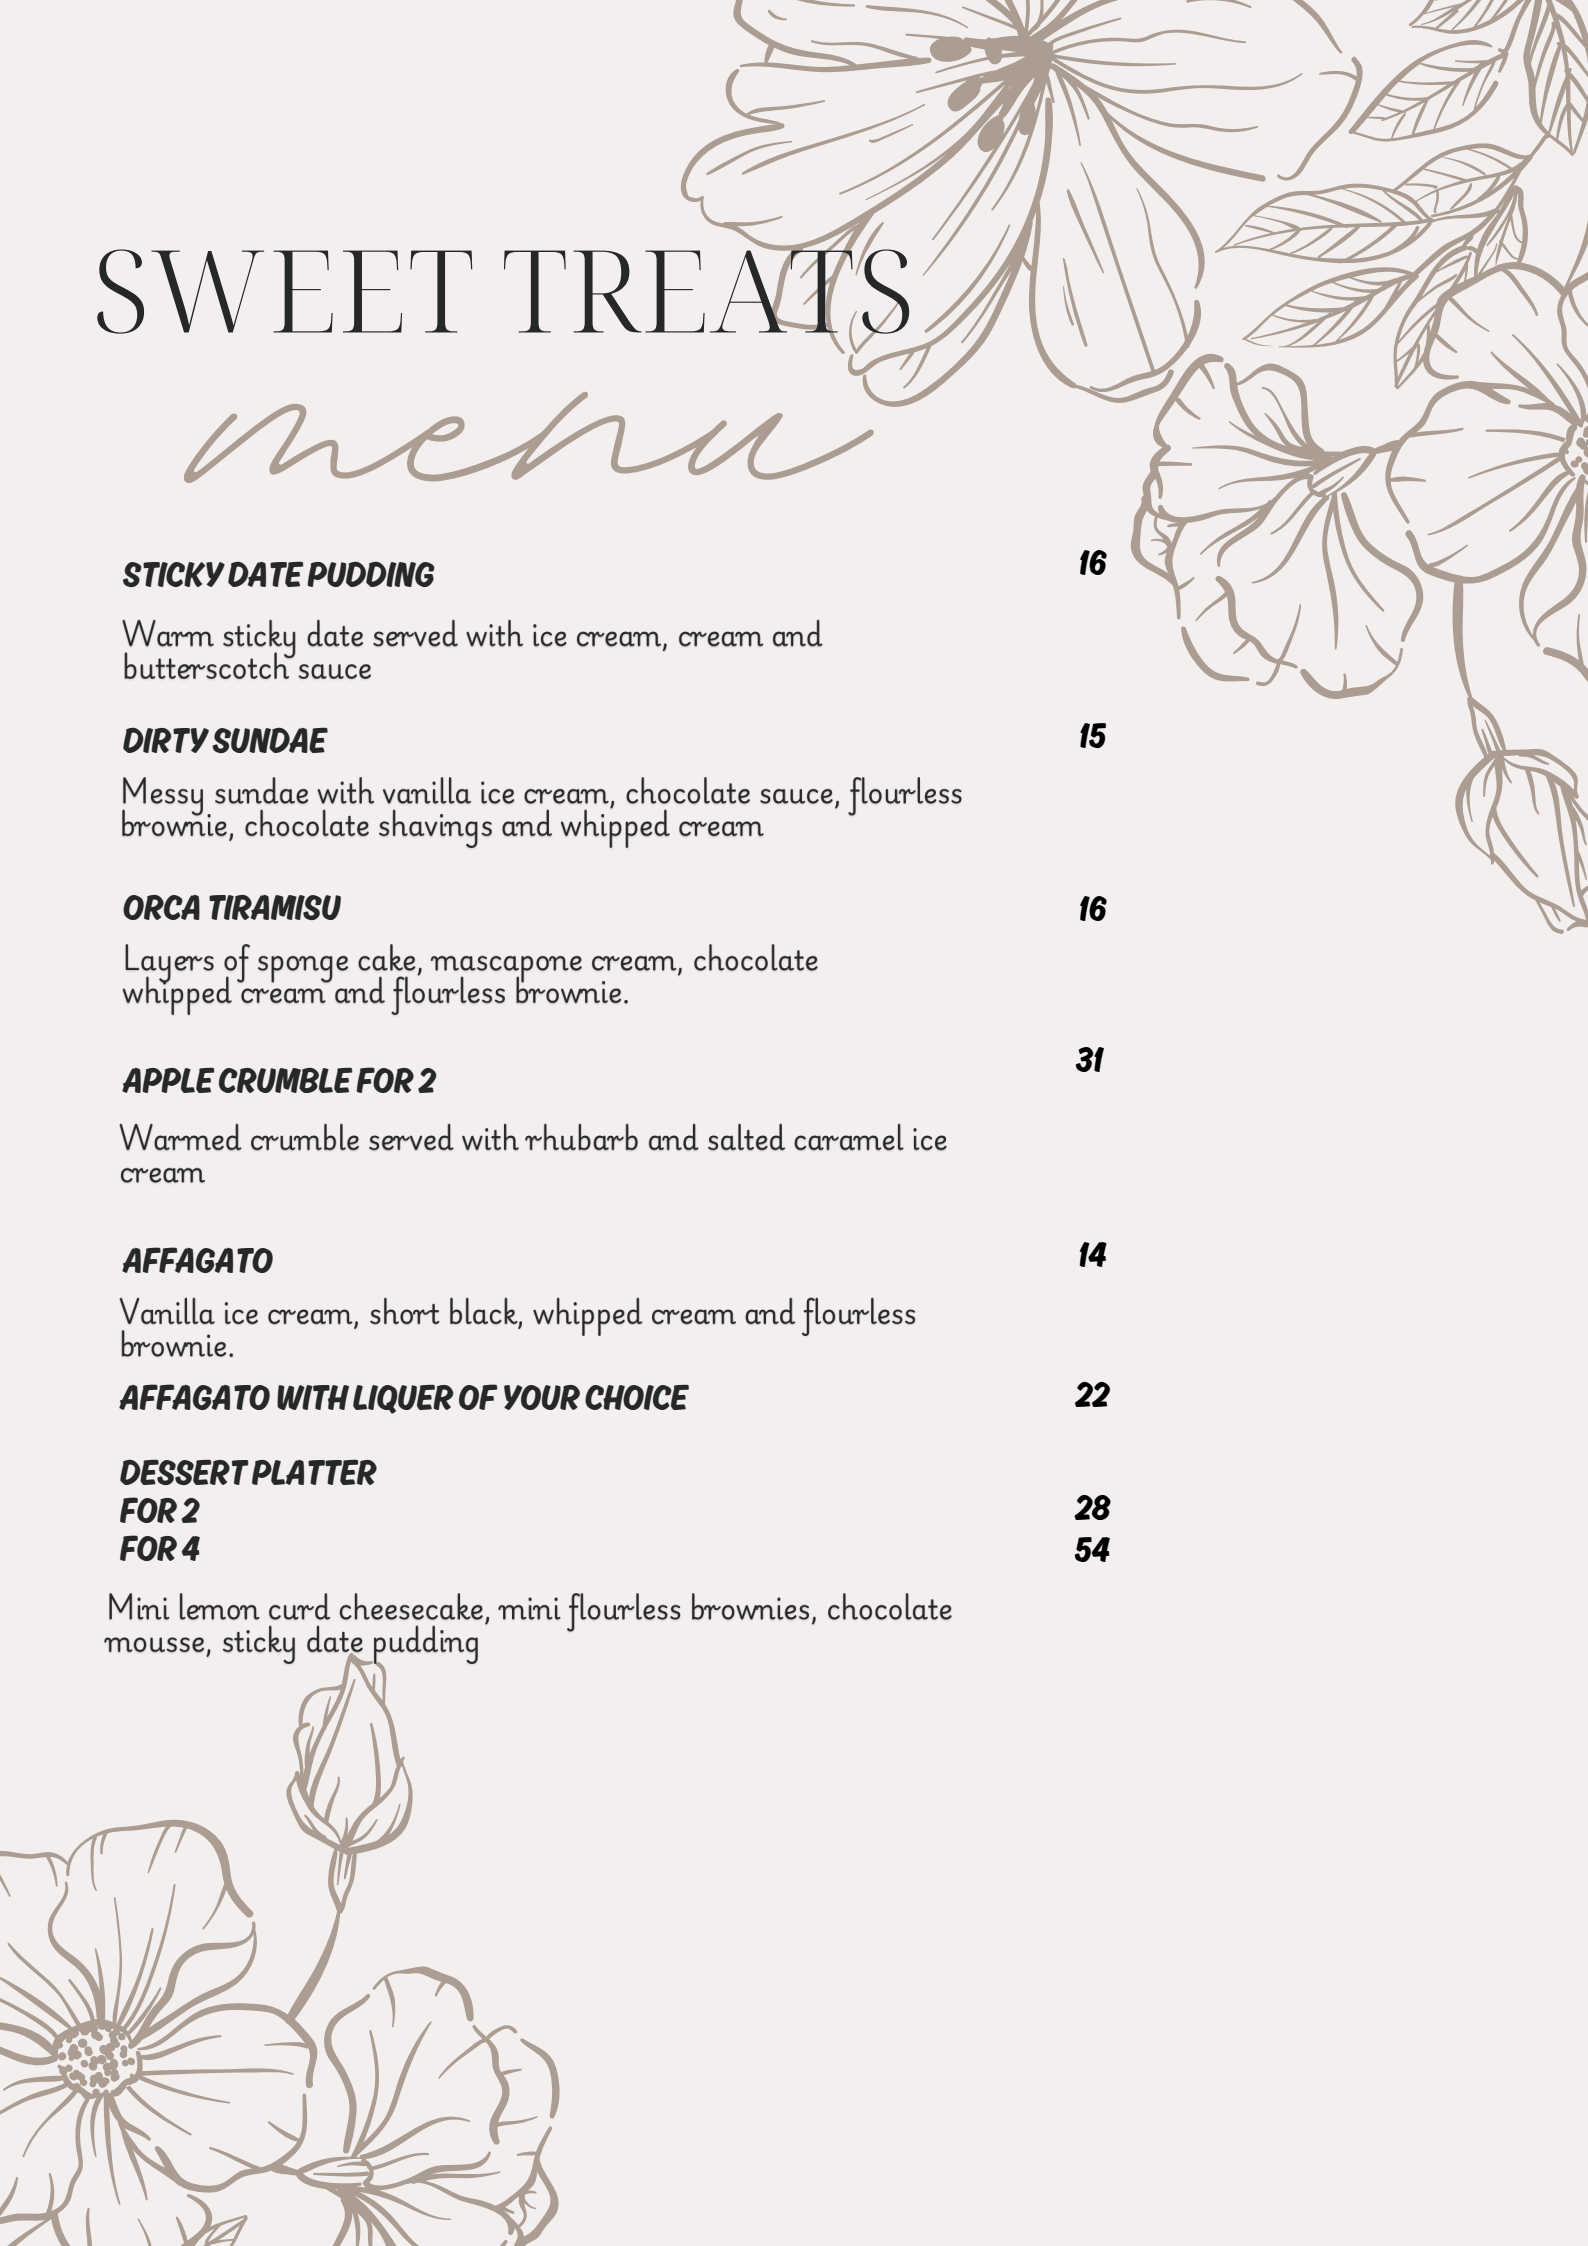 SWEET TREATS
menu
STICKY DATE PUDDING 16
Warm sticky date served with ice cream, cream and
butterscotch sauce
DIRTY SUNDAE 15
Messy sundae with vanilla ice cream, chocolate sauce, flourless
brownie, chocolate shavings and whipped cream
ORCA TIRAMISU 16
Layers of sponge cake, mascapone cream, chocolate
whipped cream and flourless brownie.
APPLE CRUMBLE FOR 2 31
Warmed crumble served with rhubarb and salted caramel ice
cream
AFFAGATO 14
Vanilla ice cream, short black, whipped cream and flourless
brownie.
AFFAGATO WITH LIQUER OF YOUR CHOICE 22
DESSERT PLATTER
FOR 2 28
FOR 4 54
Mini lemon curd cheesecake, mini flourless brownies, chocolate
mousse, sticky date pudding